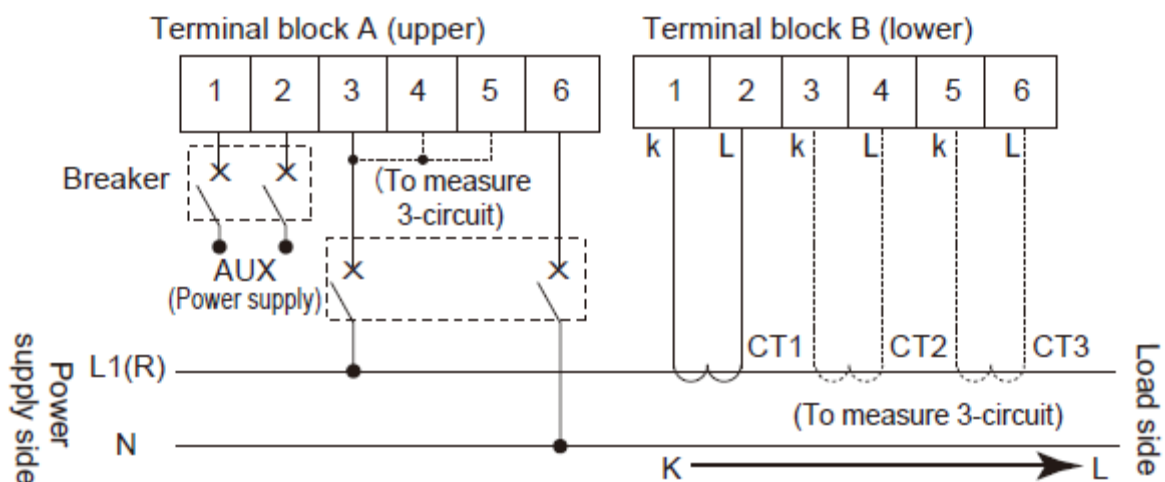 Terminal block A (upper)
Terminal block B (lower)
1 2 3 4 5 6
1 2 3 4 5 6
k L k L k L
Breaker
(To measure
3-circuit)
AUX
(Power supply)
Power
supply side
L1(R)
CT1 CT2 CT3
(To measure 3-circuit)
N
K L
Load side